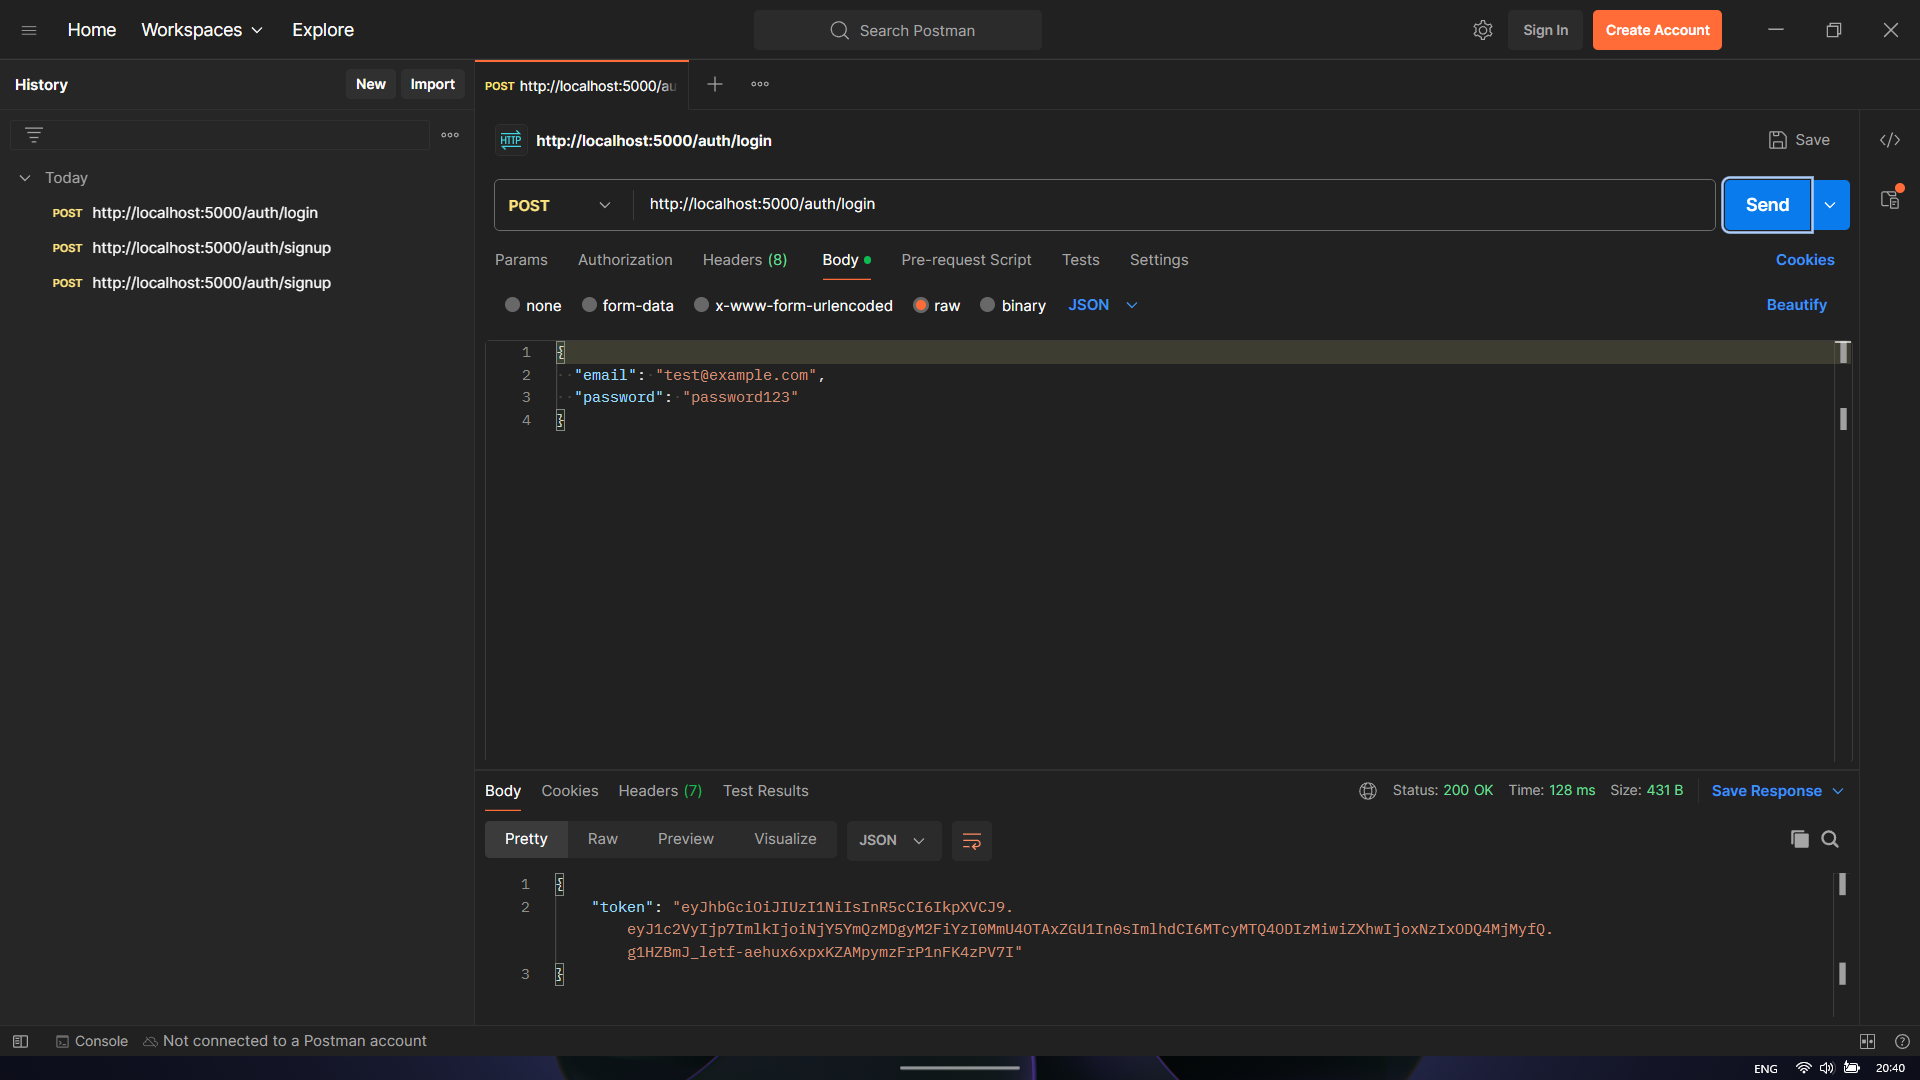 Home Workspaces Explore Search Postman Sign In Create Account
History New Import
POST http://localhost:5000/au
HTTP http://localhost:5000/auth/login Save
Today
POST http://localhost:5000/auth/login
POST http://localhost:5000/auth/signup
POST http://localhost:5000/auth/signup
POST http://localhost:5000/auth/login Send
Params Authorization Headers (8) Body Pre-request Script Tests Settings Cookies
none form-data x-www-form-urlencoded raw binary JSON Beautify
1 {
2 "email": "test@example.com",
3 "password": "password123"
4 }
Body Cookies Headers (7) Test Results Status: 200 OK Time: 128 ms Size: 431 B Save Response
Pretty Raw Preview Visualize JSON
1 {
2 "token": "eyJhbGciOiJIUzI1NiIsInR5cCI6IkpXVCJ9.
eyJ1c2VyIjp7ImlkIjoiNjY5YmQzMDgyM2FiYzI0MmU4OTAxZGU1In0sImlhdCI6MTcyMTQ4ODIzMiwiZXhwIjoxNzIxODQ4MjMyfQ.
g1HZBmJ_letf-aehux6xpxKZAMpymzFrP1nFK4zPV7I"
3 }
Console Not connected to a Postman account
ENG 20:40